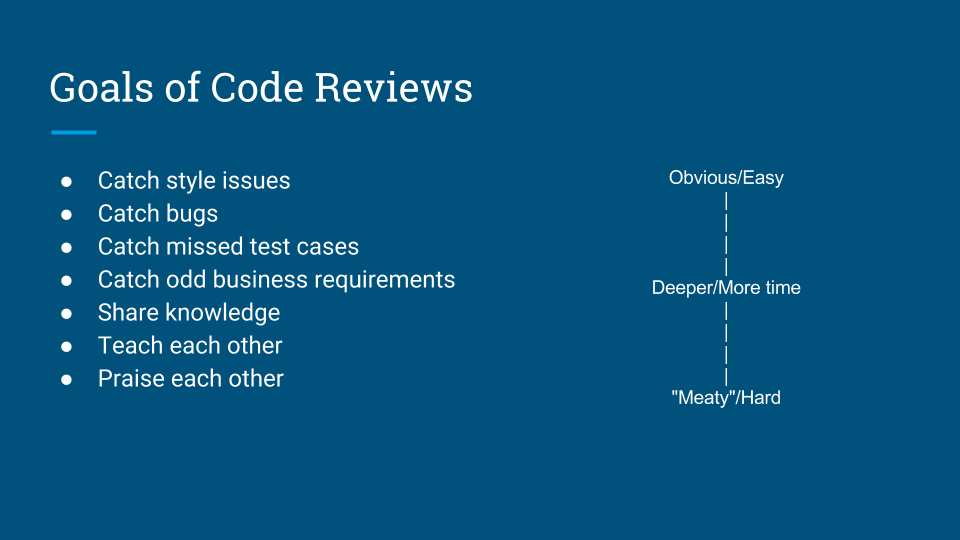 Goals of Code Reviews
● Catch style issues
● Catch bugs
● Catch missed test cases
● Catch odd business requirements
● Share knowledge
● Teach each other
● Praise each other
Obvious/Easy
|
|
|
|
Deeper/More time
|
|
|
|
"Meaty"/Hard